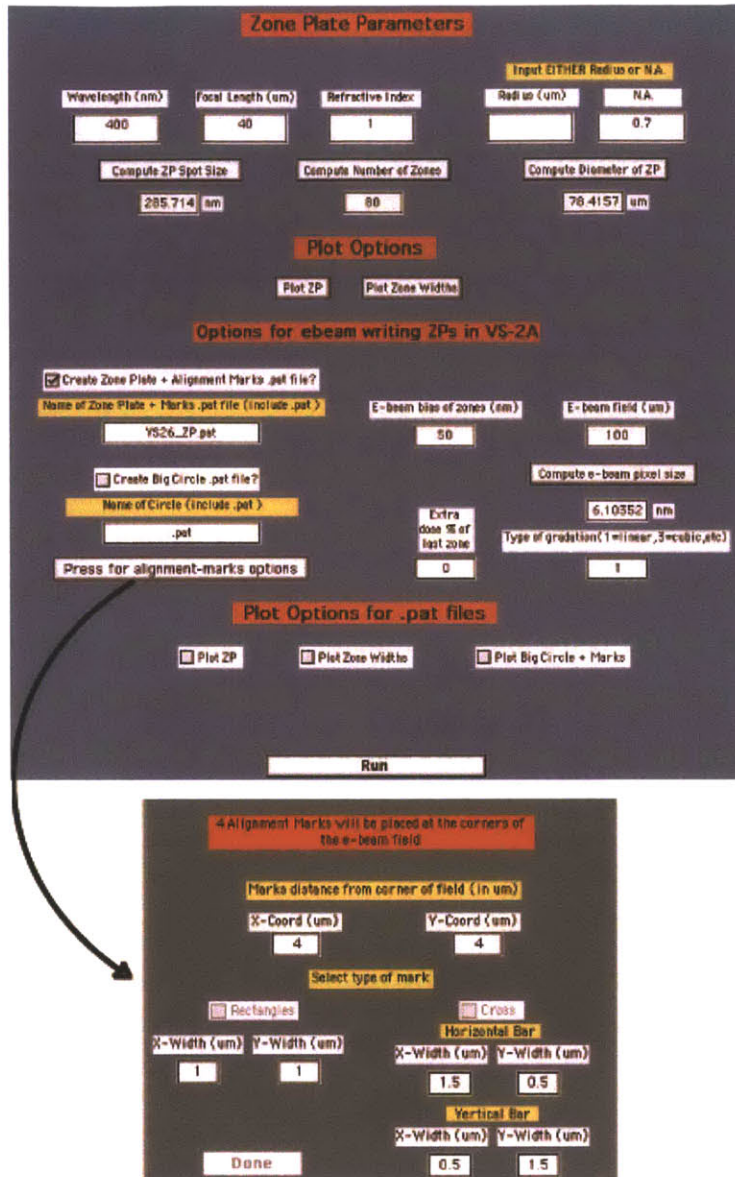 Zone Plate Parameters
Input EITHER Radius or N.A.
Wavelength (nm) Focal Length (um) Refractive Index Radius (um) N.A.
400 40 1 0.7
Compute ZP Spot Size Compute Number of Zones Compute Diameter of ZP
285.714 nm 80 78.4157 um
Plot Options
Plot ZP Plot Zone Widths
Options for ebeam writing ZPs in VS-2A
Create Zone Plate + Alignment Marks .pat file?
Name of Zone Plate + Marks .pat file (include .pat ) E-beam bias of zones (nm) E-beam field (um)
VS26_ZP.pat 50 100
Create Big Circle .pat file? Compute e-beam pixel size
Name of Circle (include .pat ) 6.10352 nm
.pat
Extra
dose % of
last zone
Type of gradation(1=linear,3=cubic,etc)
Press for alignment-marks options 0 1
Plot Options for .pat files
Plot ZP Plot Zone Widths Plot Big Circle + Marks
Run
4 Alignment Marks will be placed at the corners of
the e-beam field
Marks distance from corner of field (in um)
X-Coord (um) Y-Coord (um)
4 4
Select type of mark
Rectangles Cross
Horizontal Bar
X-Width (um) Y-Width (um) X-Width (um) Y-Width (um)
1 1 1.5 0.5
Vertical Bar
X-Width (um) Y-Width (um)
Done 0.5 1.5